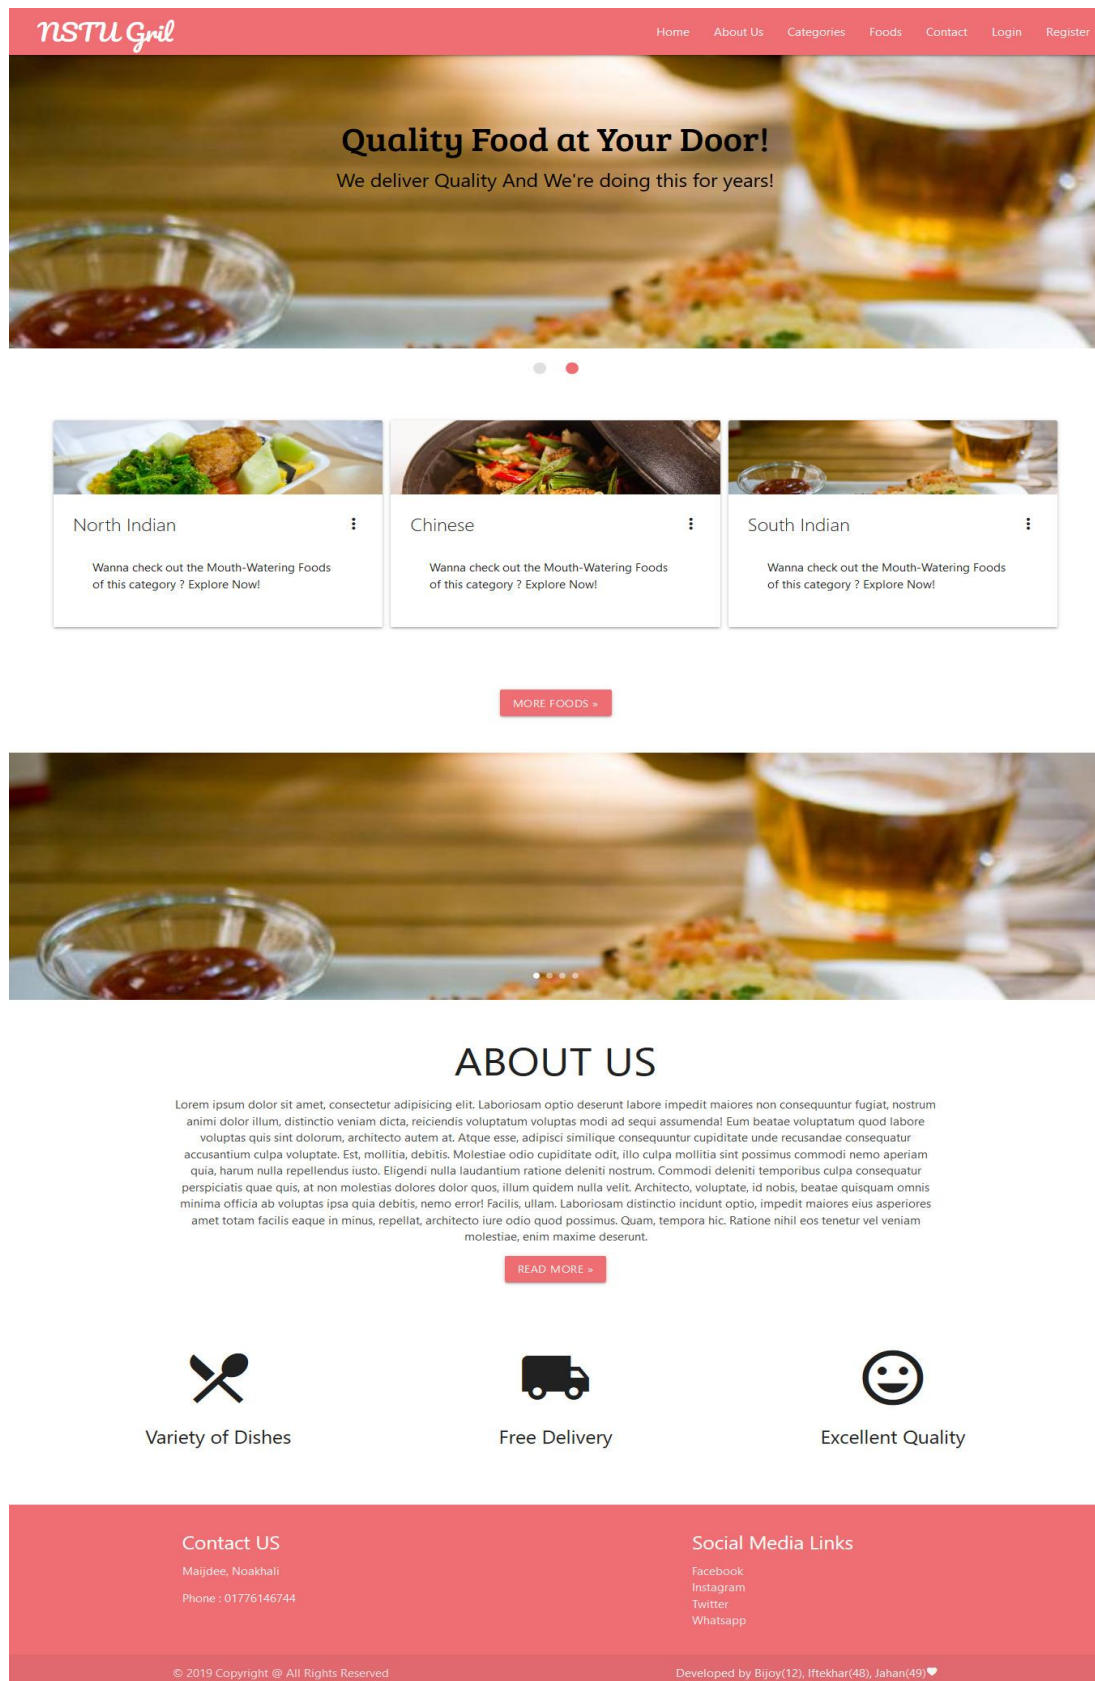 NSTU Gril
Home About Us Categories Foods Contact Login Register
Quality Food at Your Door!
We deliver Quality And We're doing this for years!
North Indian
Wanna check out the Mouth-Watering Foods
of this category ? Explore Now!
Chinese
Wanna check out the Mouth-Watering Foods
of this category ? Explore Now!
South Indian
Wanna check out the Mouth-Watering Foods
of this category ? Explore Now!
MORE FOODS »
ABOUT US
Lorem ipsum dolor sit amet, consectetur adipisicing elit. Laboriosam optio deserunt labore impedit maiores non consequuntur fugiat, nostrum
animi dolor illum, distinctio veniam dicta, reiciendis voluptatum voluptas modi ad sequi assumenda! Eum beatae voluptatum quod labore
voluptas quis sint dolorum, architecto autem at. Atque esse, adipisci similique consequuntur cupiditate unde recusandae consequatur
accusantium culpa voluptate. Est, mollitia, debitis. Molestiae odio cupiditate odit, illo culpa mollitia sint possimus commodi nemo aperiam
quia, harum nulla repellendus iusto. Eligendi nulla laudantium ratione deleniti nostrum. Commodi deleniti temporibus culpa consequatur
perspiciatis quae quis, at non molestias dolores dolor quos, illum quidem nulla velit. Architecto, voluptate, id nobis, beatae quisquam omnis
minima officia ab voluptas ipsa quia debitis, nemo error! Facilis, ullam. Laboriosam distinctio incidunt optio, impedit maiores eius asperiores
amet totam facilis eaque in minus, repellat, architecto iure odio quod possimus. Quam, tempora hic. Ratione nihil eos tenetur vel veniam
molestiae, enim maxime deserunt.
READ MORE »
Variety of Dishes
Free Delivery
Excellent Quality
Contact US
Maijdee, Noakhali
Phone : 01776146744
Social Media Links
Facebook
Instagram
Twitter
Whatsapp
© 2019 Copyright @ All Rights Reserved
Developed by Bijoy(12), Iftekhar(48), Jahan(49)